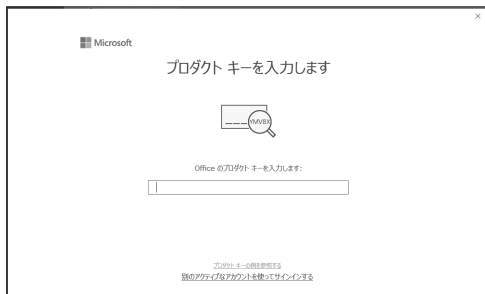 Microsoft
プロダクト キーを入力します
___YMVBX
Office のプロダクト キーを入力します:
プロダクト キーの例を参照する
別のアクティブなアカウントを使ってサインインする